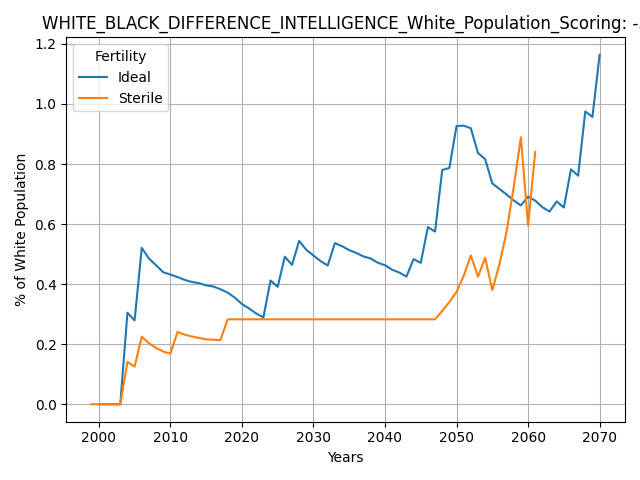 WHITE_BLACK_DIFFERENCE_INTELLIGENCE_White_Population_Scoring: -.
Fertility
Ideal
Sterile
% of White Population
1.2
1.0
0.8
0.6
0.4
0.2
0.0
2000 2010 2020 2030 2040 2050 2060 2070
Years